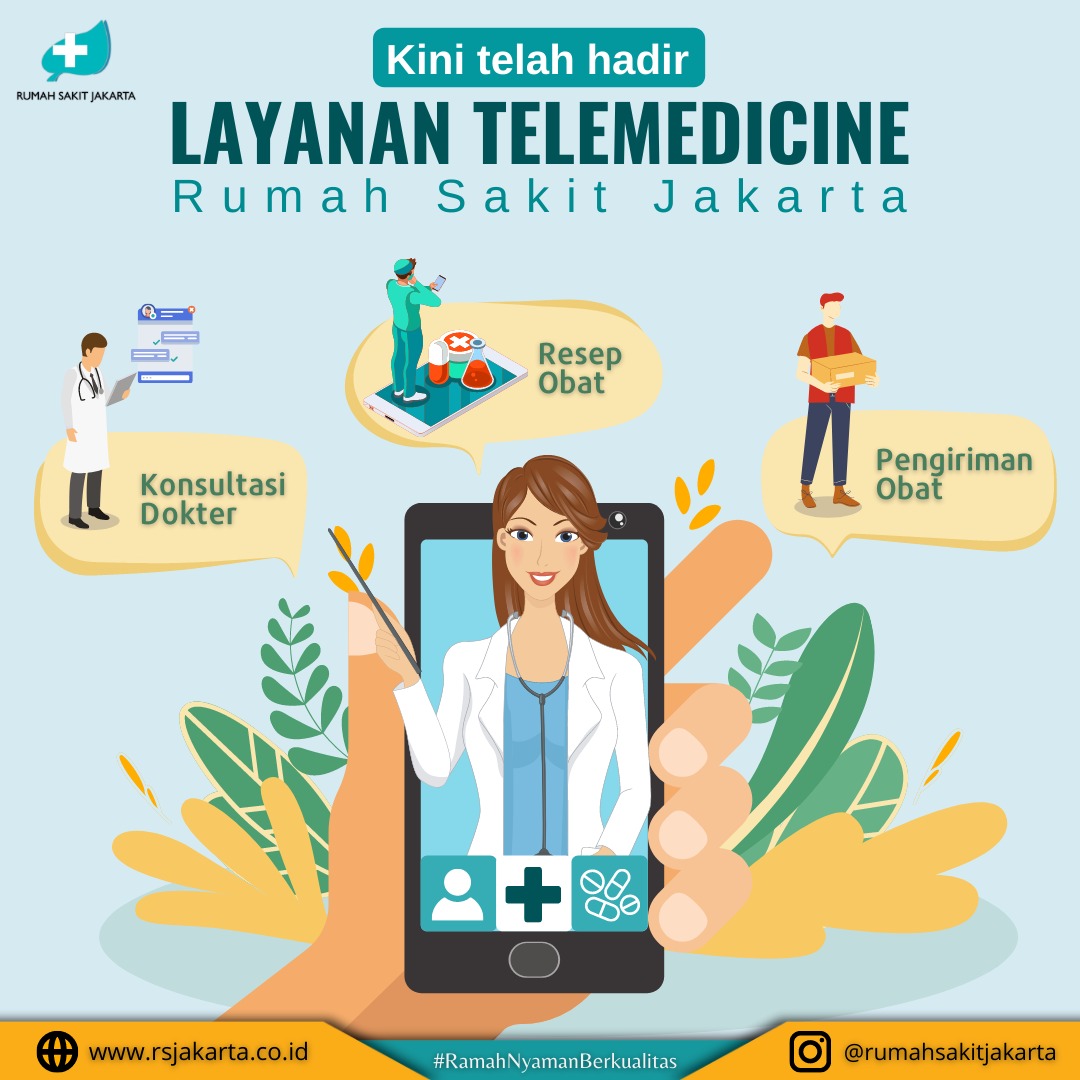 RUMAH SAKIT JAKARTA
Kini telah hadir
LAYANAN TELEMEDICINE
Rumah Sakit Jakarta
Resep
Obat
Konsultasi
Dokter
Pengiriman
Obat
www.rsjakarta.co.id
#RamahNyamanBerkualitas
@rumahsakitjakarta